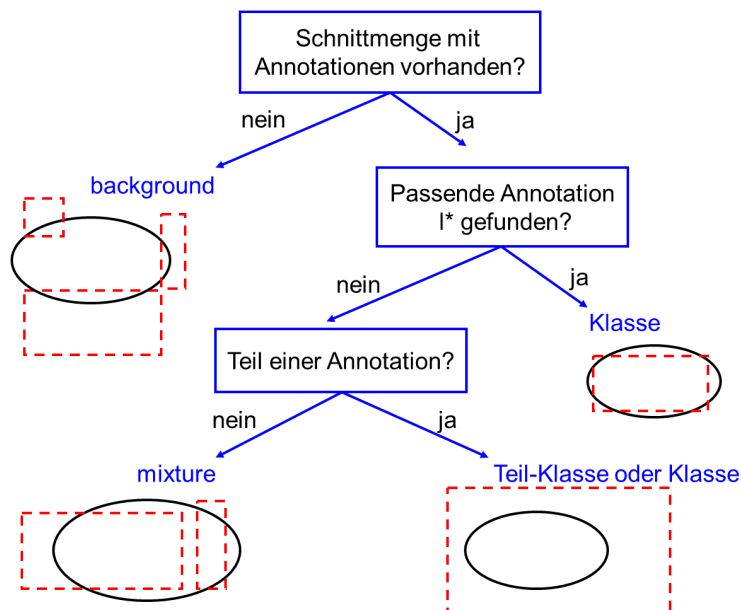 Schnittmenge mit
Annotationen vorhanden?
nein
ja
background
Passende Annotation
I* gefunden?
nein
ja
Klasse
Teil einer Annotation?
nein
ja
mixture
Teil-Klasse oder Klasse